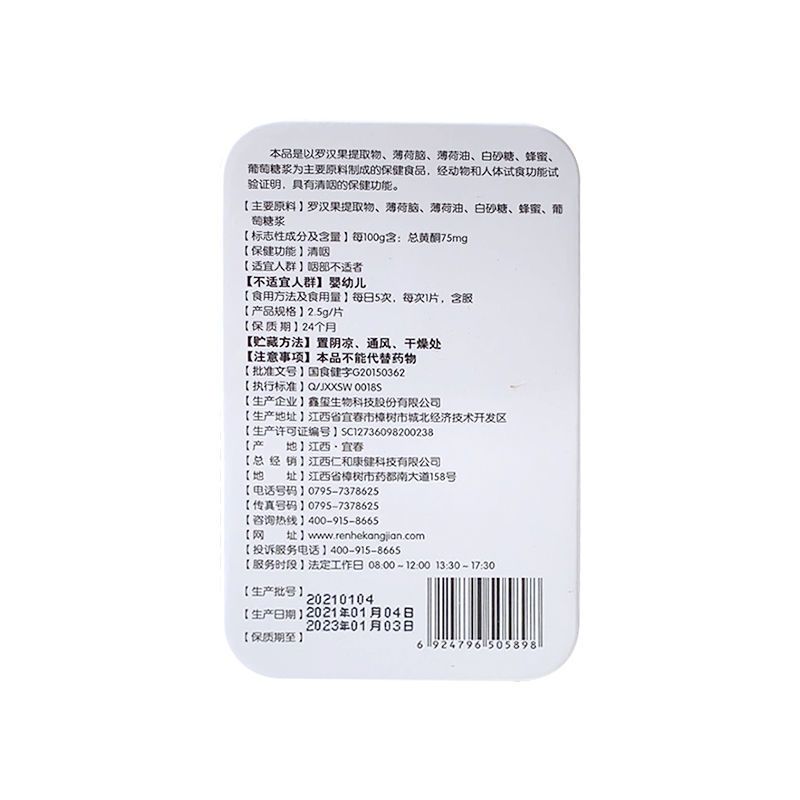 本品是以罗汉果提取物、薄荷脑、薄荷油、白砂糖、蜂蜜、
葡萄糖浆为主要原料制成的保健食品，经动物和人体试食功能试
验证明，具有清咽的保健功能。
【主要原料】罗汉果提取物、薄荷脑、薄荷油、白砂糖、蜂蜜、葡
萄糖浆
【标志性成分及含量】每100g含：总黄酮75mg
【保健功能】清咽
【适宜人群】咽部不适者
【不适宜人群】婴幼儿
【食用方法及食用量】每日5次，每次1片，含服
【产品规格】2.5g/片
【保质期】24个月
【贮藏方法】置阴凉、通风、干燥处
【注意事项】本品不能代替药物
【批准文号】国食健字G20150362
【执行标准】Q/JXXSW 0018S
【生产企业】鑫玺生物科技股份有限公司
【生产地址】江西省宜春市樟树市城北经济技术开发区
【生产许可证编号】SC12736098200238
【产地】江西·宜春
【总经销】江西仁和康健科技有限公司
【地址】江西省樟树市药都南大道158号
【电话号码】0795-7378625
【传真号码】0795-7378625
【咨询热线】400-915-8665
【网址】www.renhekangjian.com
【投诉服务电话】400-915-8665
【服务时段】法定工作日 08:00~12:00 13:30~17:30
【生产批号】20210104
【生产日期】2021年01月04日
【保质期至】2023年01月03日
6 924796 505898